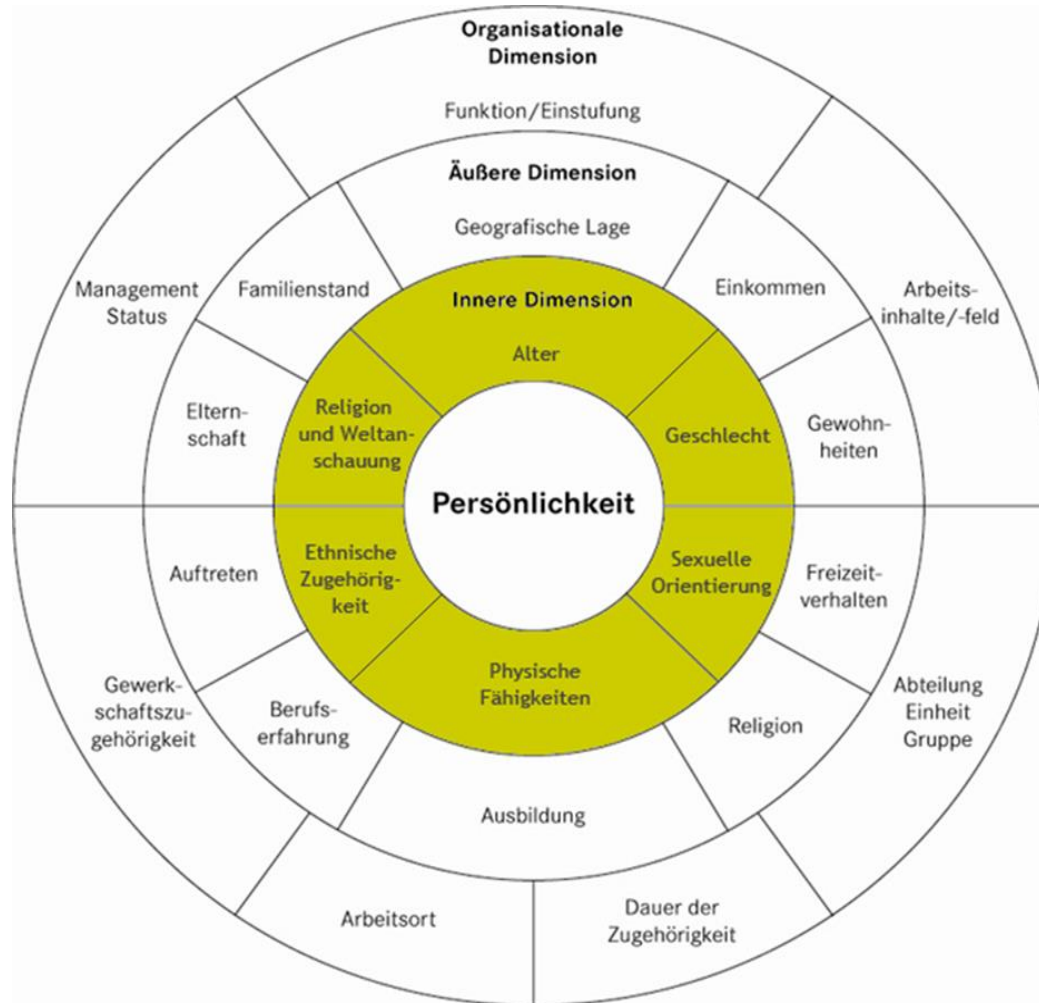 Organisationale
Dimension
Funktion/Einstufung
Äußere Dimension
Geografische Lage
Familienstand
Einkommen
Management
Status
Arbeits-
inhalte/-feld
Innere Dimension
Alter
Eltern-
schaft
Religion
und Weltan-
schauung
Geschlecht
Gewohn-
heiten
Persönlichkeit
Auftreten
Ethnische
Zugehörig-
keit
Sexuelle
Orientierung
Freizeit-
verhalten
Physische
Fähigkeiten
Gewerk-
schaftszu-
gehörigkeit
Berufs-
erfahrung
Religion
Abteilung
Einheit
Gruppe
Ausbildung
Arbeitsort
Dauer der
Zugehörigkeit